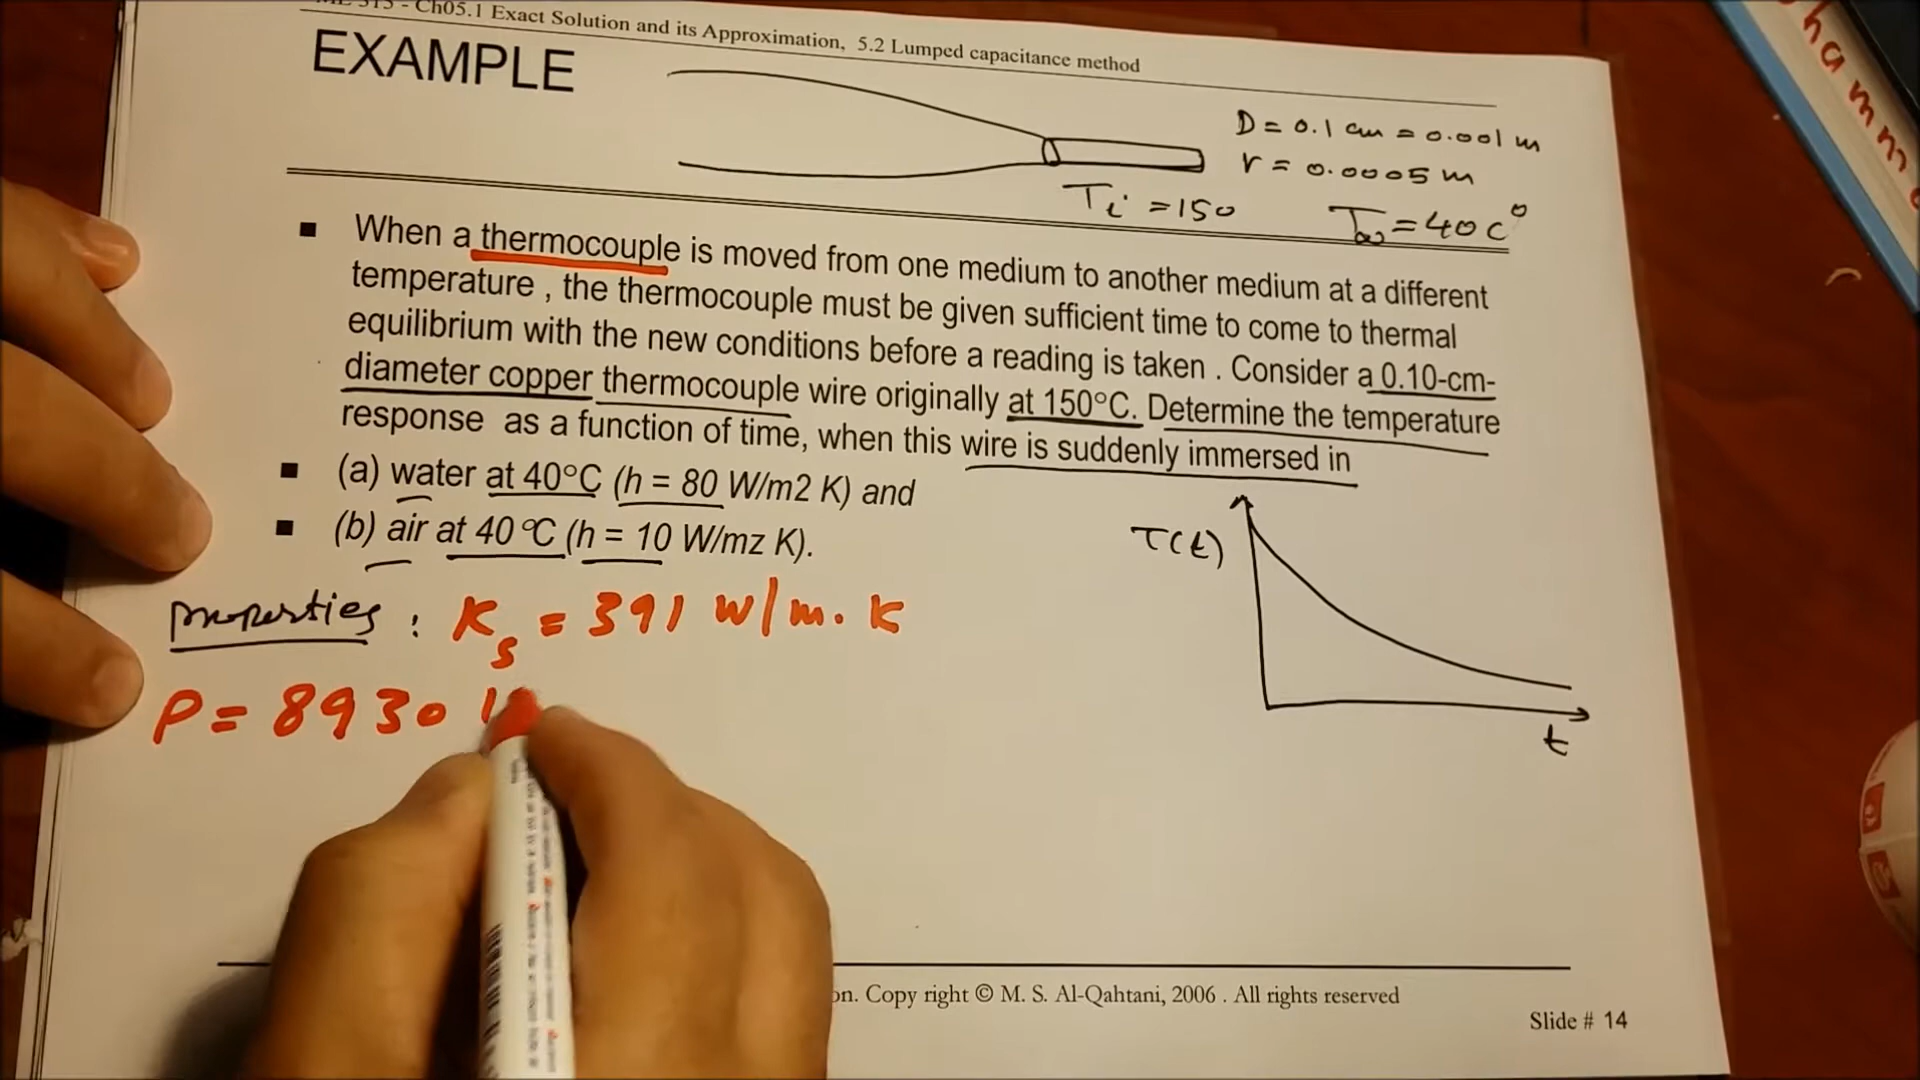 - Ch05.1 Exact Solution and its Approximation, 5.2 Lumped capacitance method
EXAMPLE
D = 0.1 cm = 0.001 m
r = 0.0005 m
Ti = 150 T∞ = 40 C°
■ When a thermocouple is moved from one medium to another medium at a different
temperature , the thermocouple must be given sufficient time to come to thermal
equilibrium with the new conditions before a reading is taken . Consider a 0.10-cm-
diameter copper thermocouple wire originally at 150°C. Determine the temperature
response as a function of time, when this wire is suddenly immersed in
■ (a) water at 40°C (h = 80 W/m2 K) and
■ (b) air at 40 °C (h = 10 W/mz K).
T(t)
t
properties : Ks = 391 W/m. K
ρ = 8930
Copy right © M. S. Al-Qahtani, 2006 . All rights reserved
Slide # 14